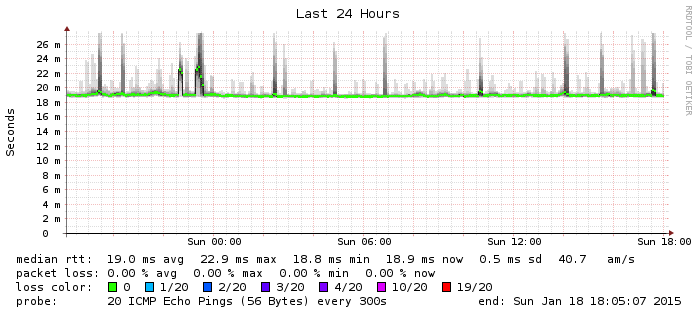 Last 24 Hours
RRDTOOL / TOBI OETIKER
Seconds
26 m
24 m
22 m
20 m
18 m
16 m
14 m
12 m
10 m
8 m
6 m
4 m
2 m
0
Sun 00:00 Sun 06:00 Sun 12:00 Sun 18:00
median rtt: 19.0 ms avg 22.9 ms max 18.8 ms min 18.9 ms now 0.5 ms sd 40.7 am/s
packet loss: 0.00 % avg 0.00 % max 0.00 % min 0.00 % now
loss color: 0 1/20 2/20 3/20 4/20 10/20 19/20
probe: 20 ICMP Echo Pings (56 Bytes) every 300s end: Sun Jan 18 18:05:07 2015